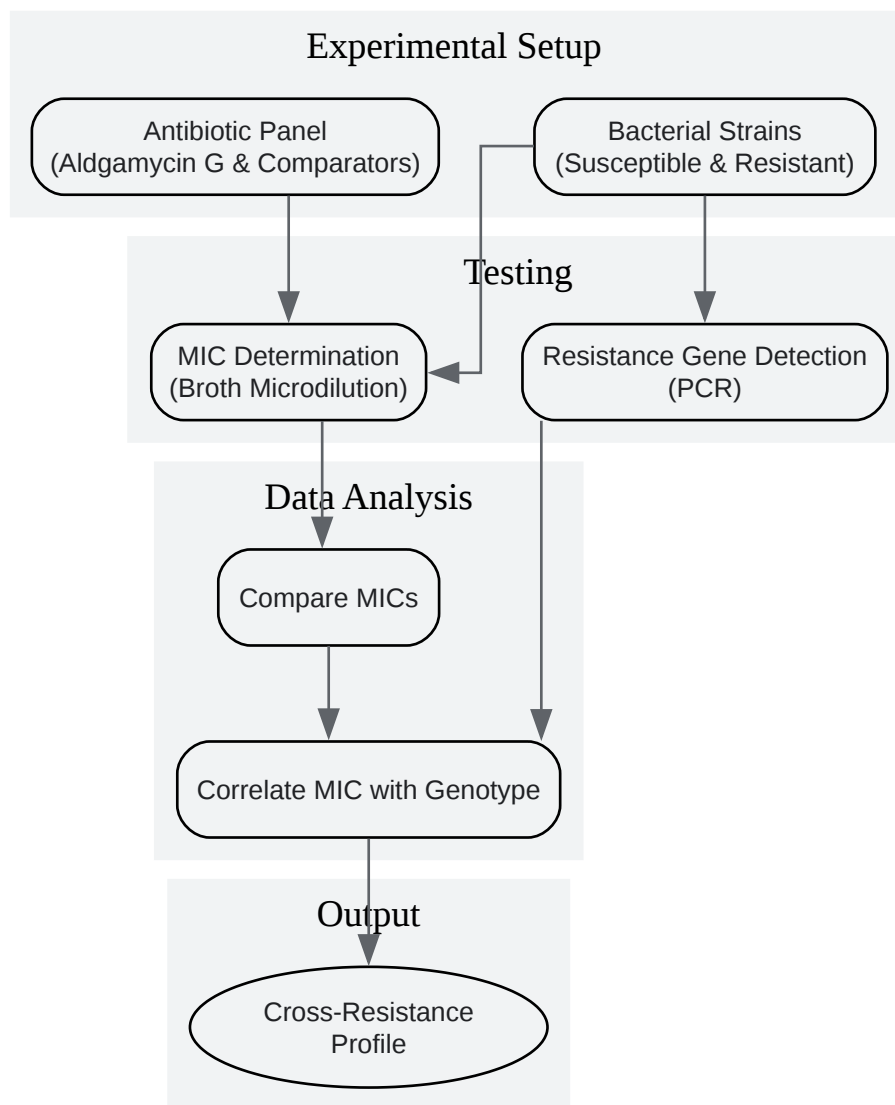 Experimental Setup
Antibiotic Panel
(Aldgamycin G & Comparators)
Bacterial Strains
(Susceptible & Resistant)
Testing
MIC Determination
(Broth Microdilution)
Resistance Gene Detection
(PCR)
Data Analysis
Compare MICs
Correlate MIC with Genotype
Output
Cross-Resistance
Profile